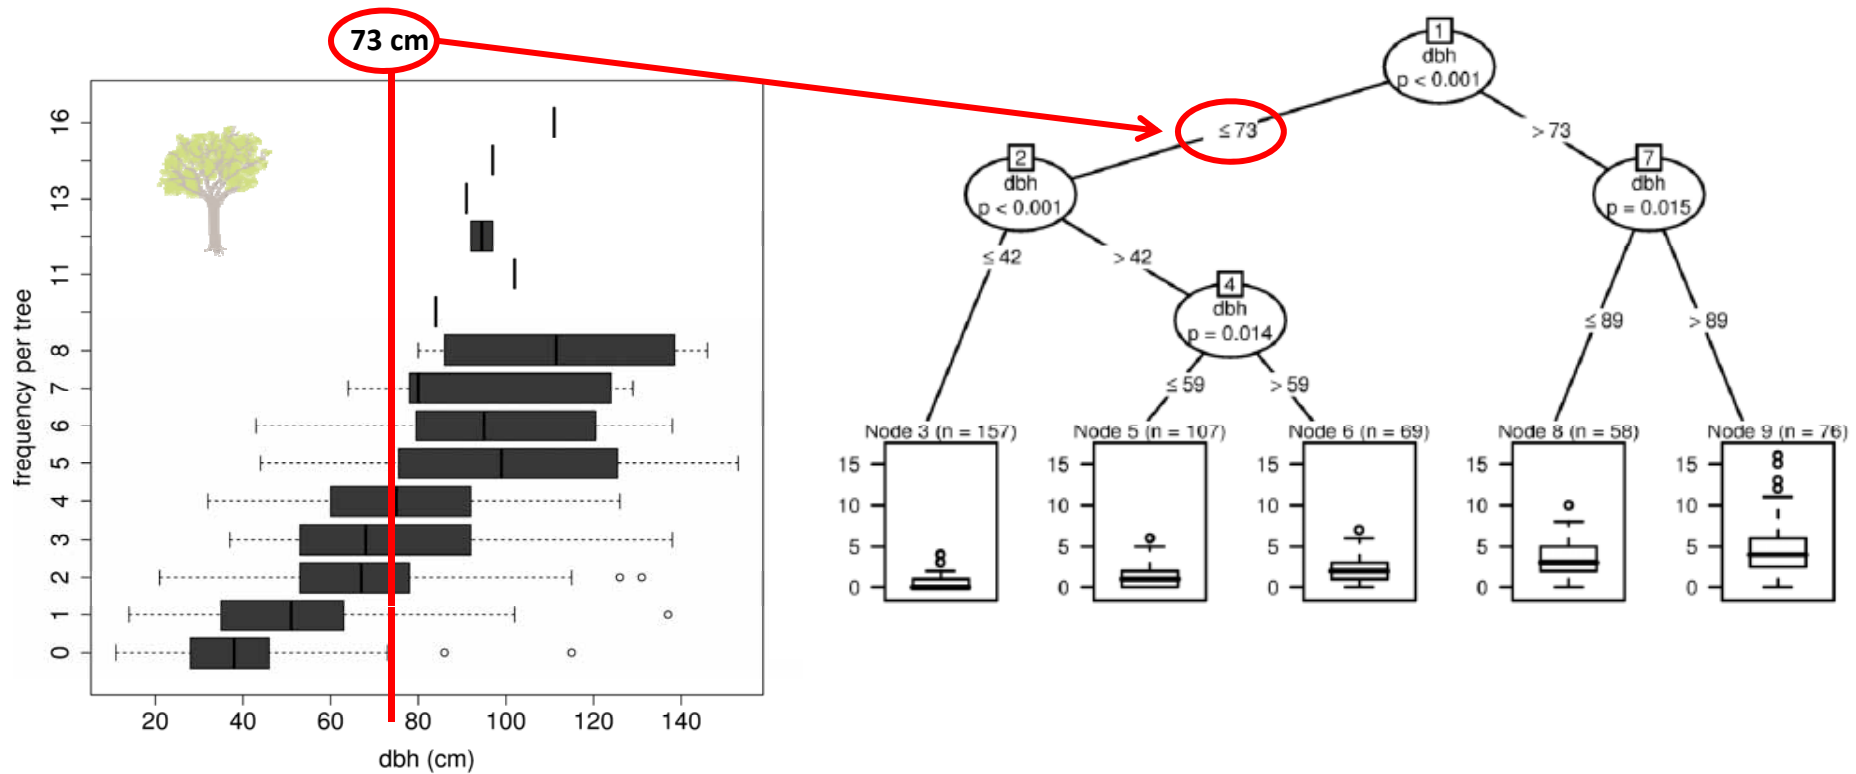 73 cm
frequency per tree
16
13
11
8
7
6
5
4
3
2
1
0
20 40 60 80 100 120 140
dbh (cm)
1
dbh
p < 0.001
≤ 73 > 73
2
dbh
p < 0.001
7
dbh
p = 0.015
≤ 42 > 42
4
dbh
p = 0.014
≤ 89 > 89
≤ 59 > 59
Node 3 (n = 157) Node 5 (n = 107) Node 6 (n = 69) Node 8 (n = 58) Node 9 (n = 76)
15 15 15 15 15
10 10 10 10 10
5 5 5 5 5
0 0 0 0 0